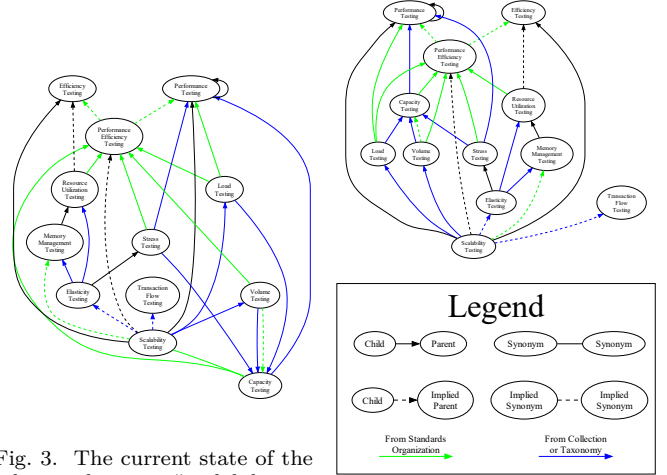 Efficiency
Testing
Performance
Testing
Performance
Efficiency
Testing
Resource
Utilization
Testing
Load
Testing
Memory
Management
Testing
Stress
Testing
Elasticity
Testing
Transaction
Flow
Testing
Volume
Testing
Scalability
Testing
Capacity
Testing
Fig. 3. The current state of the
Performance
Testing
Efficiency
Testing
Performance
Efficiency
Testing
Capacity
Testing
Resource
Utilization
Testing
Load
Testing
Volume
Testing
Stress
Testing
Memory
Management
Testing
Elasticity
Testing
Transaction
Flow
Testing
Scalability
Testing
Legend
Child
Parent
Synonym
Synonym
Child
Implied
Parent
Implied
Synonym
Implied
Synonym
From Standards
Organization
From Collection
or Taxonomy